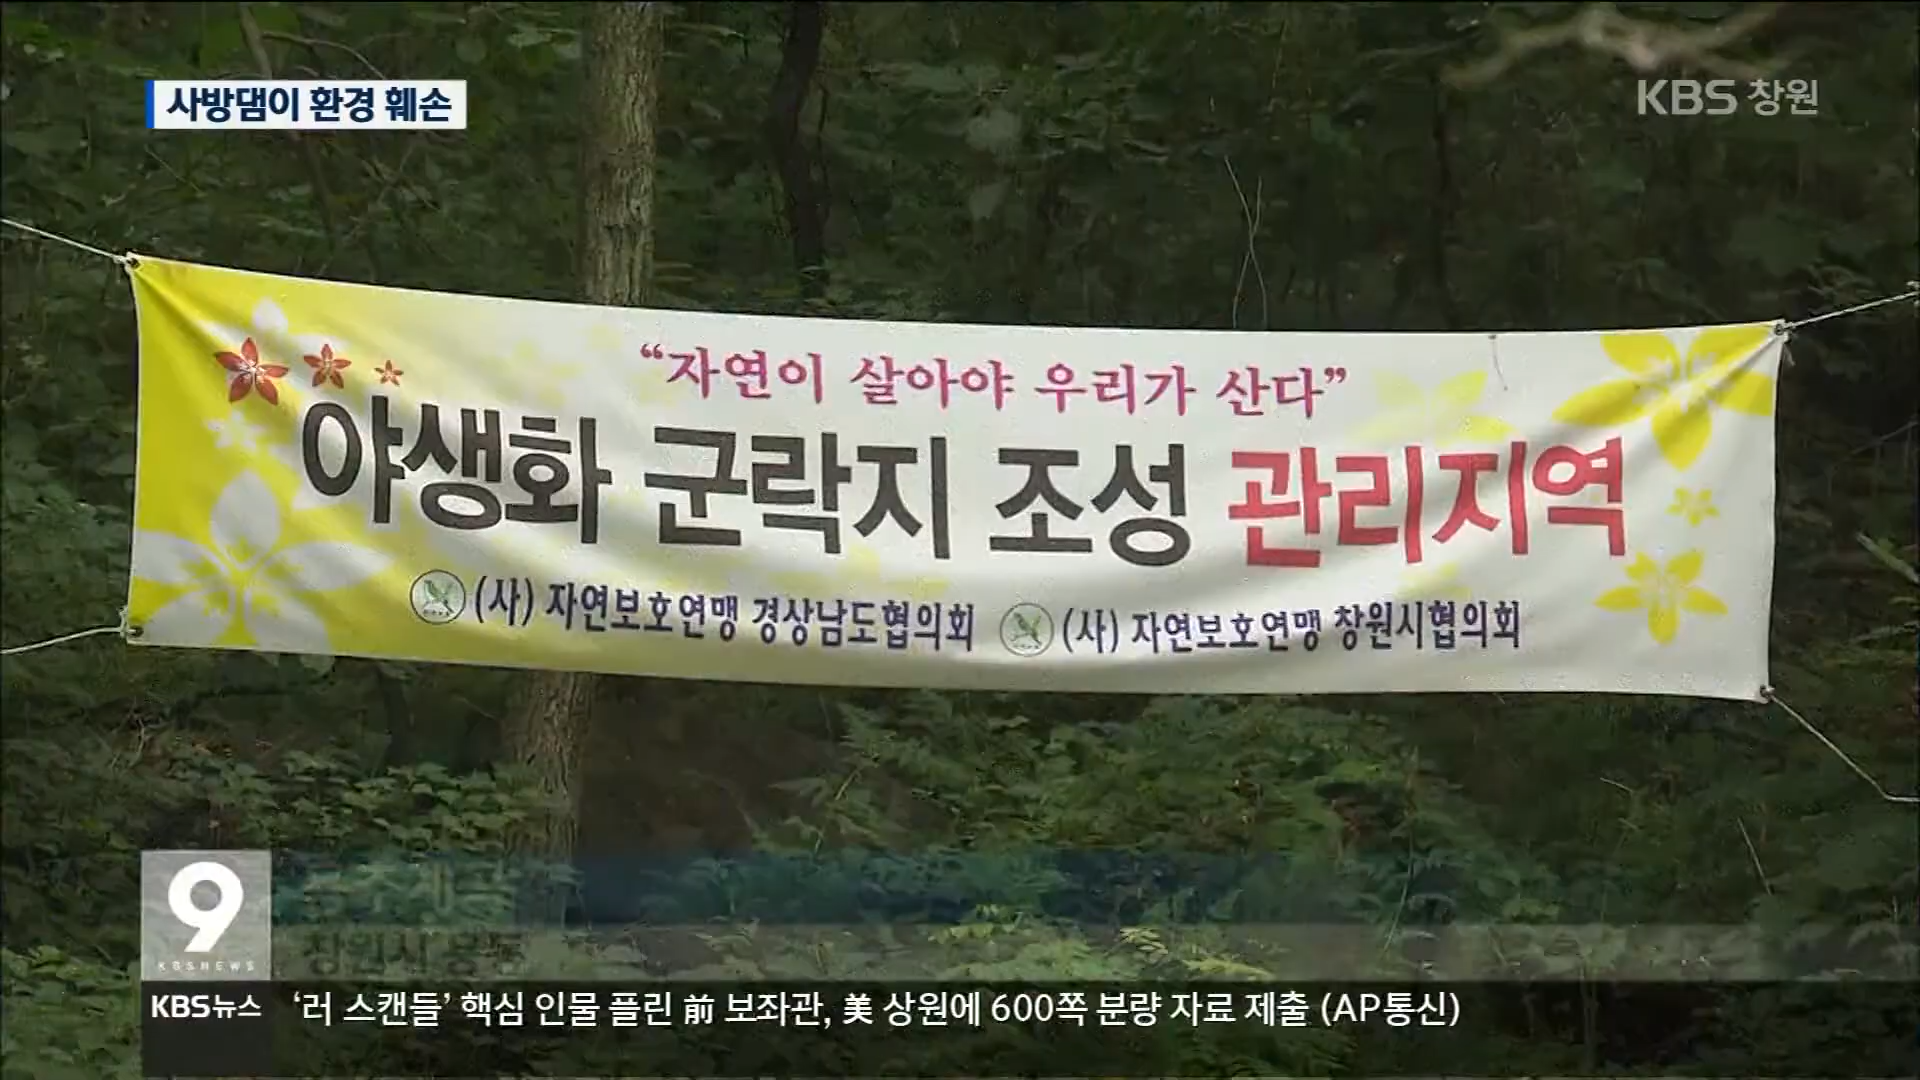 사방댐이 환경 훼손
KBS 창원
“자연이 살아야 우리가 산다”
야생화 군락지 조성 관리지역
(사) 자연보호연맹 경상남도협의회 (사) 자연보호연맹 창원시협의회
9
KBS NEWS
창원시
KBS뉴스 ‘러 스캔들’ 핵심 인물 플린 前 보좌관, 美 상원에 600쪽 분량 자료 제출 (AP통신)